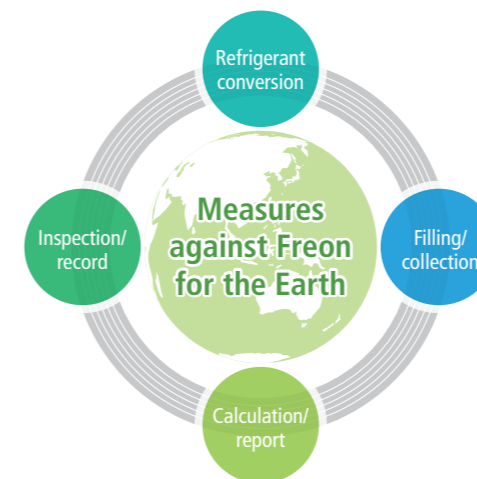 Refrigerant
conversion
Measures
against Freon
for the Earth
Inspection/
record
Filling/
collection
Calculation/
report